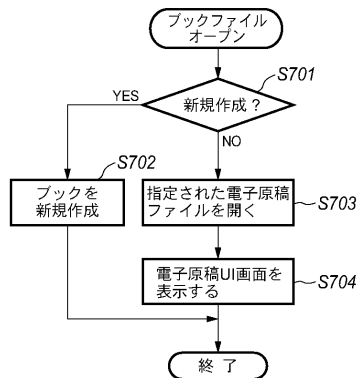 ブックファイル
オープン
S701
新規作成？
YES
NO
S702
ブックを
新規作成
指定された電子原稿
ファイルを開く
S703
電子原稿UI画面を
表示する
S704
終 了